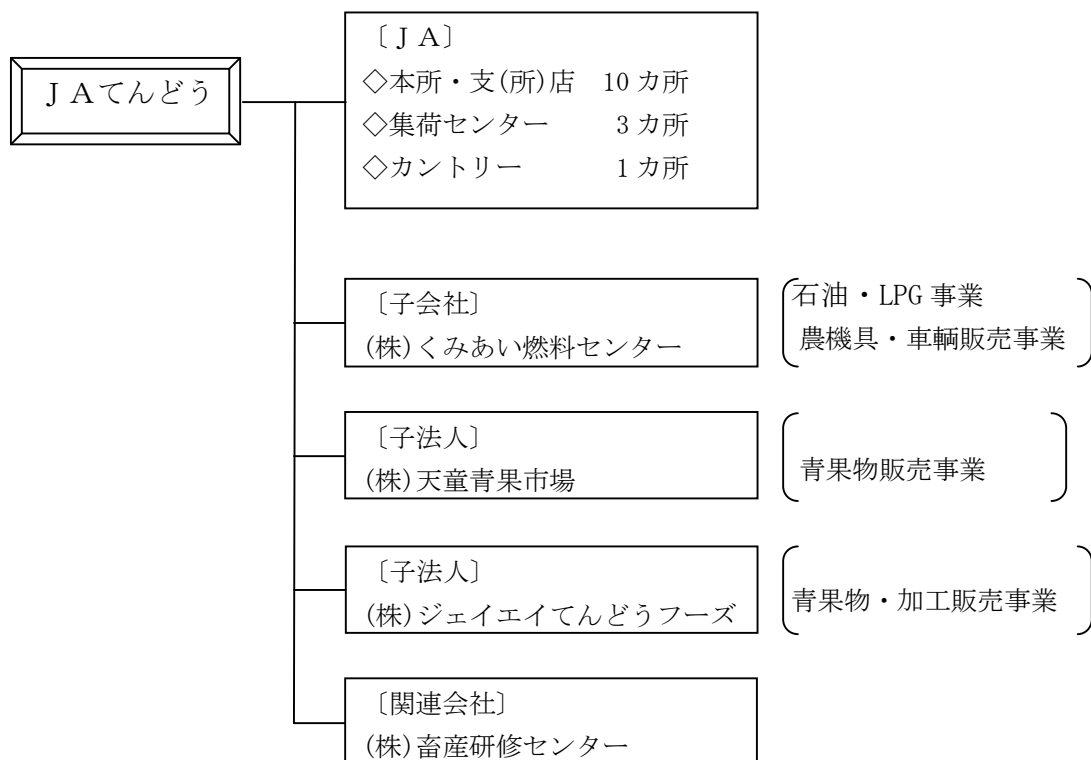 ＪＡてんどう
〔ＪＡ〕
◇本所・支(所)店 10カ所
◇集荷センター 3カ所
◇カントリー 1カ所
〔子会社〕
(株)くみあい燃料センター
石油・LPG事業
農機具・車輌販売事業
〔子法人〕
(株)天童青果市場
青果物販売事業
〔子法人〕
(株)ジェイエイてんどうフーズ
青果物・加工販売事業
〔関連会社〕
(株)畜産研修センター